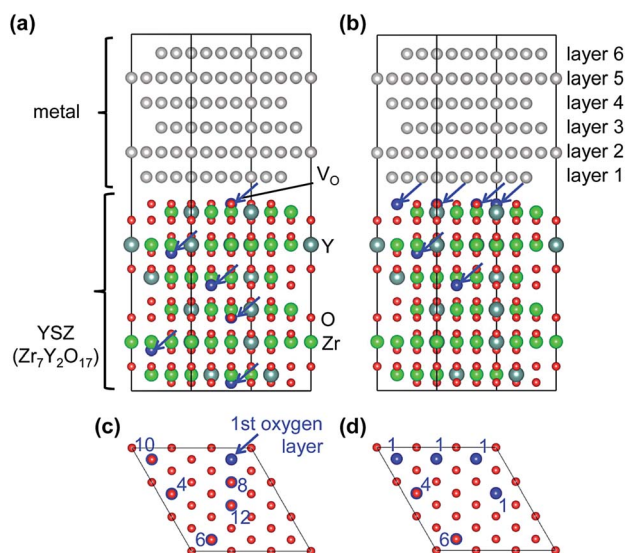 (a)
(b)
metal
layer 6
layer 5
layer 4
layer 3
layer 2
layer 1
V_O
Y
O
Zr
YSZ
(Zr₇Y₂O₁₇)
(c)
1st oxygen
layer
(d)
10
4
8
12
6
1 1 1
4
1
6